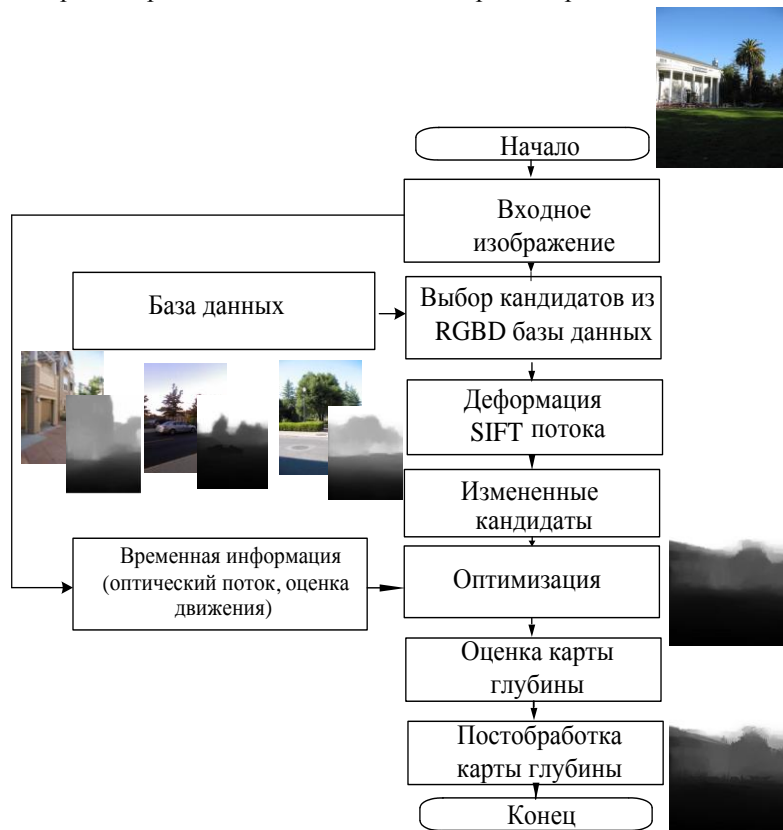 Начало
Входное
изображение
База данных
Выбор кандидатов из
RGBD базы данных
Деформация
SIFT потока
Измененные
кандидаты
Временная информация
(оптический поток, оценка
движения)
Оптимизация
Оценка карты
глубины
Постобработка
карты глубины
Конец